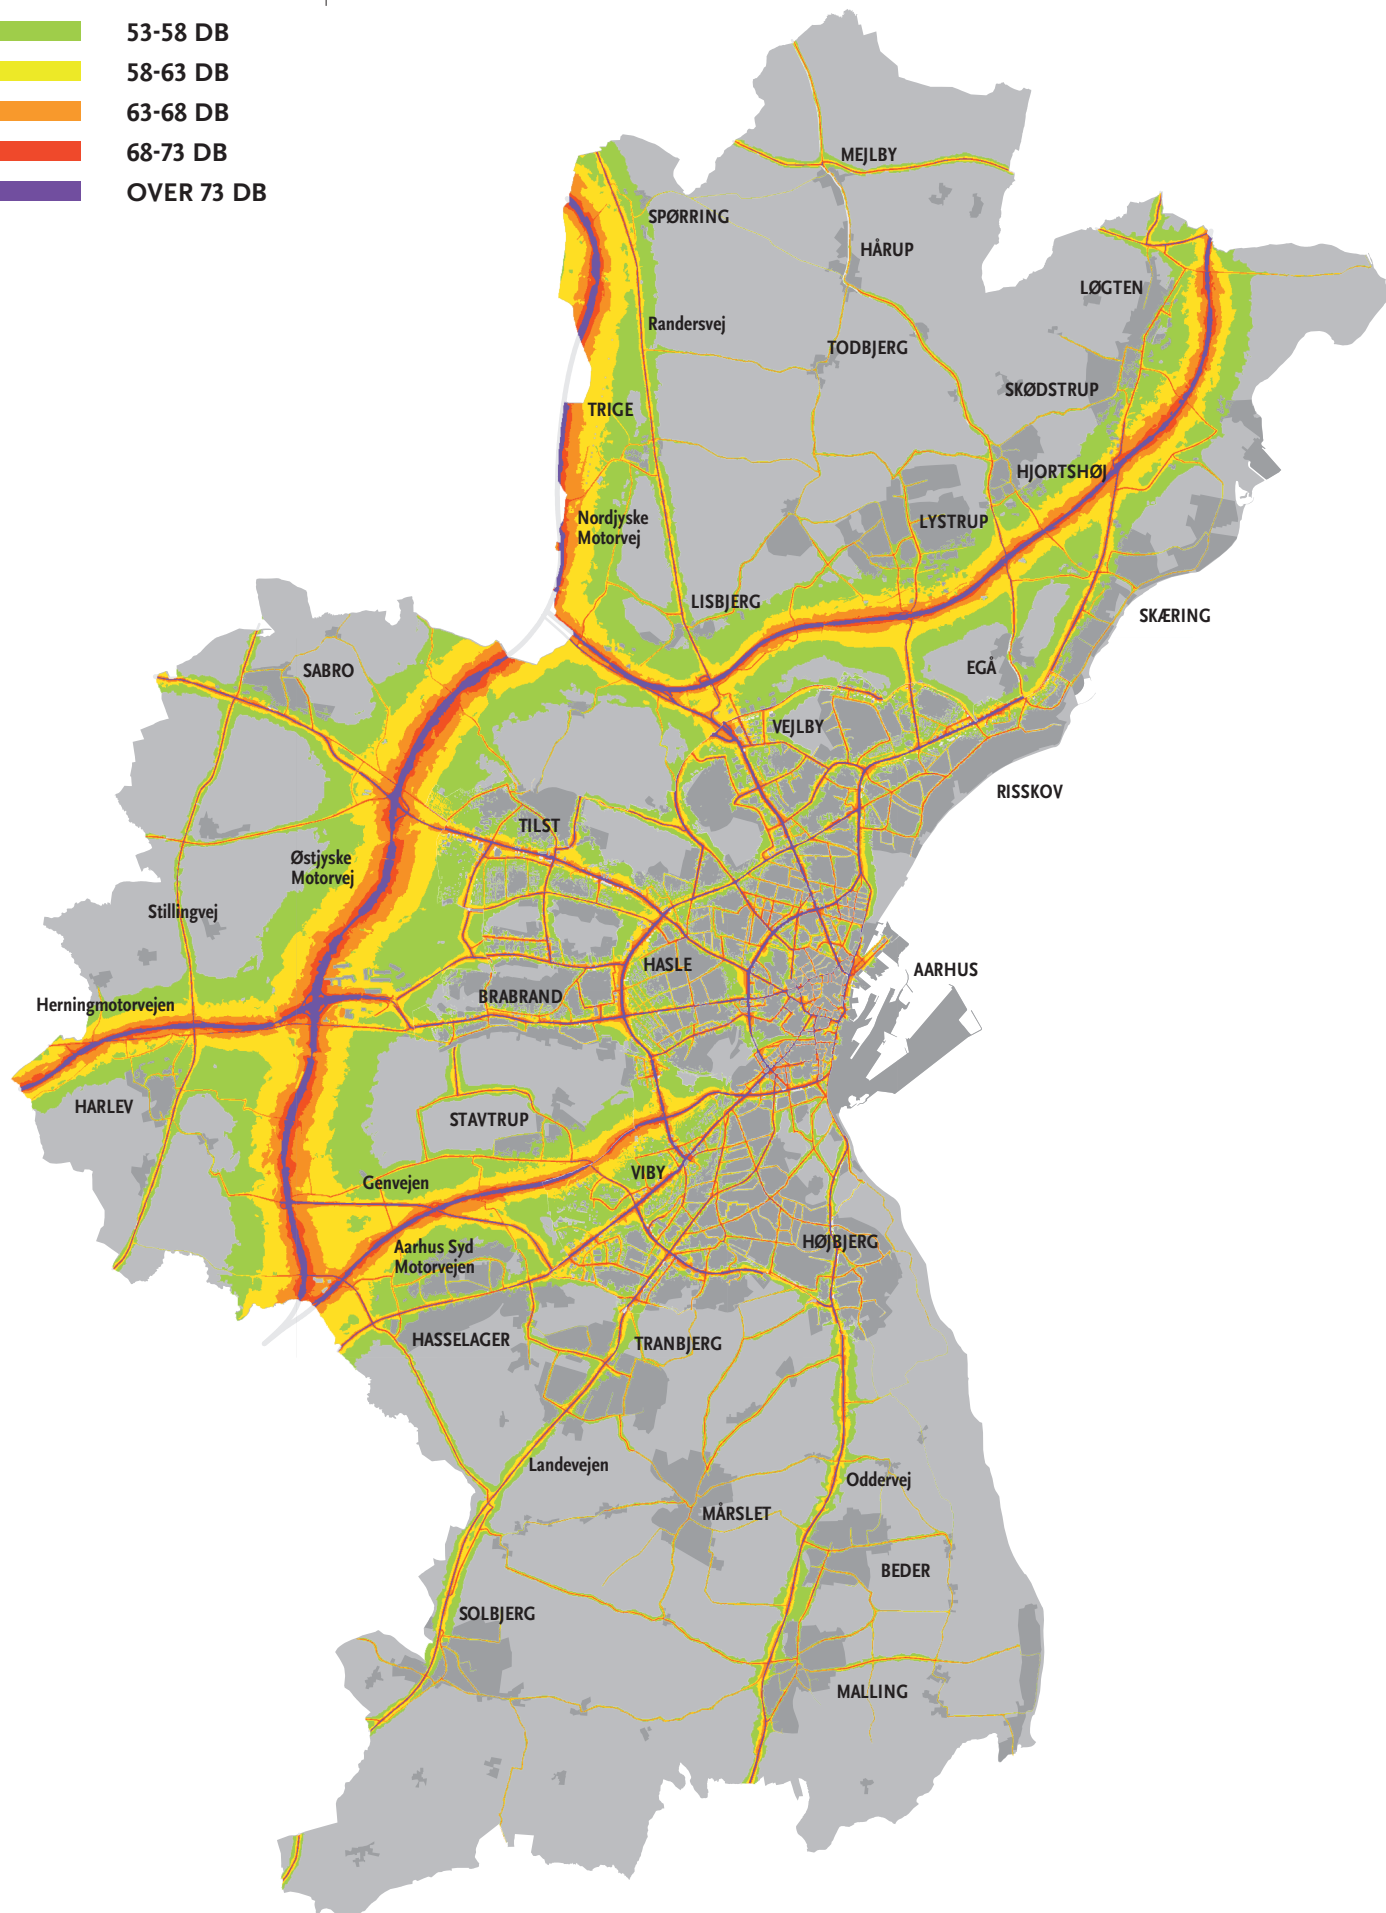 53-58 DB
58-63 DB
63-68 DB
68-73 DB
OVER 73 DB
MEJLBY
SPØRRING
HÅRUP
LØGTEN
Randersvej
TODBJERG
SKØDSTRUP
TRIGE
HJORTSHØJ
Nordjyske
Motorvej
LYSTRUP
LISBJERG
SKÆRING
SABRO
EGÅ
VEJLBY
RISSKOV
TILST
Østjyske
Motorvej
Stillingvej
HASLE
AARHUS
BRABRAND
Herningmotorvejen
HARLEV
STAVTRUP
VIBY
Genvejen
HØJBJERG
Aarhus Syd
Motorvejen
HASSELAGER
TRANBJERG
Landevejen
Oddervej
MÅRSLET
BEDER
SOLBJERG
MALLING